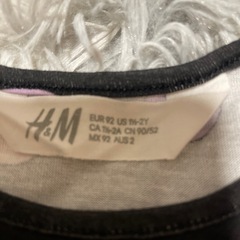 H&M
EUR 92 US 1½-2Y
CA 1½-2A CN 90/52
MX 92 AUS 2